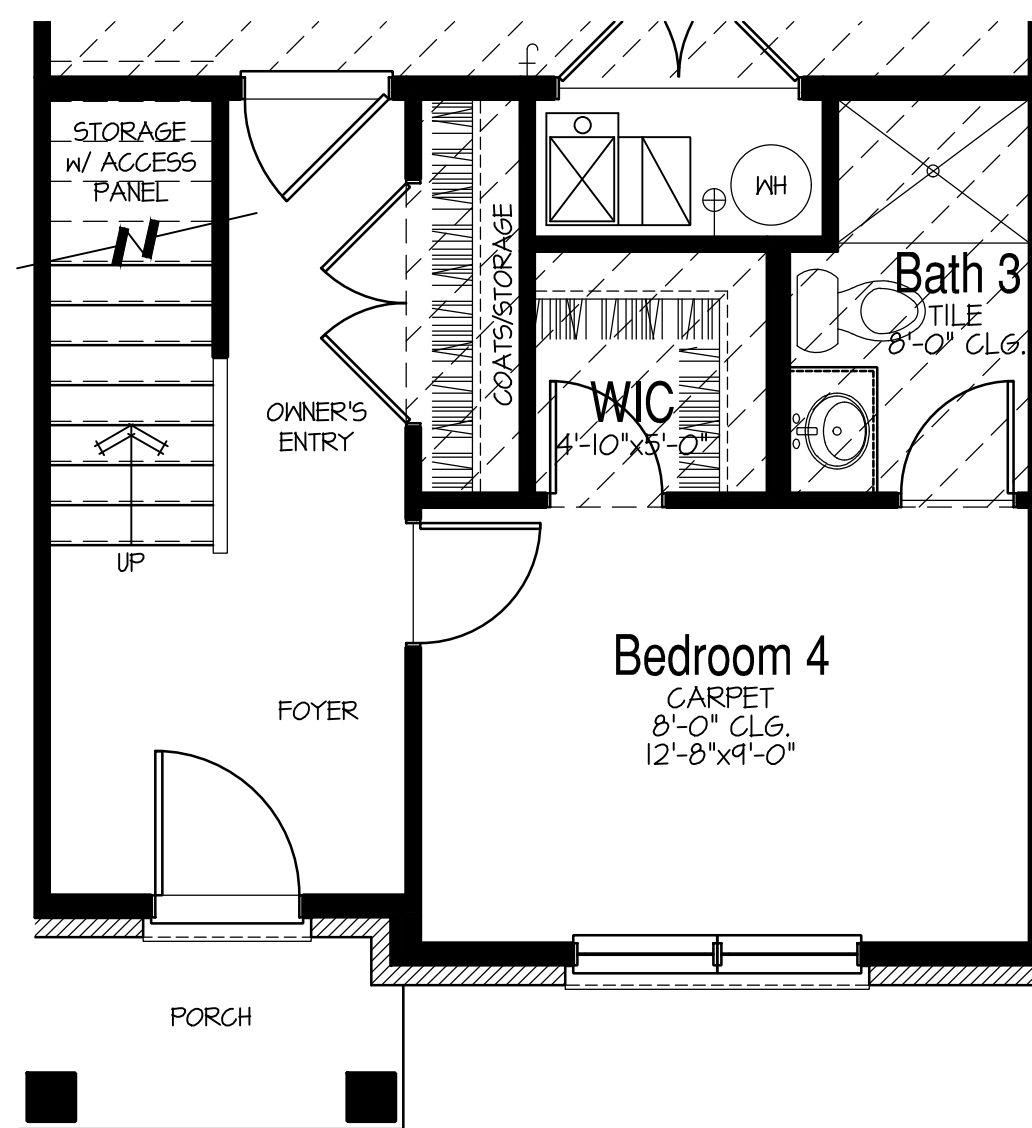 STORAGE
W/ ACCESS
PANEL
WH
COATS/STORAGE
Bath 3
TILE
8'-0" CLG.
WIC
4'-10"x5'-0"
OWNER'S
ENTRY
UP
Bedroom 4
CARPET
8'-0" CLG.
12'-8"x9'-0"
FOYER
PORCH